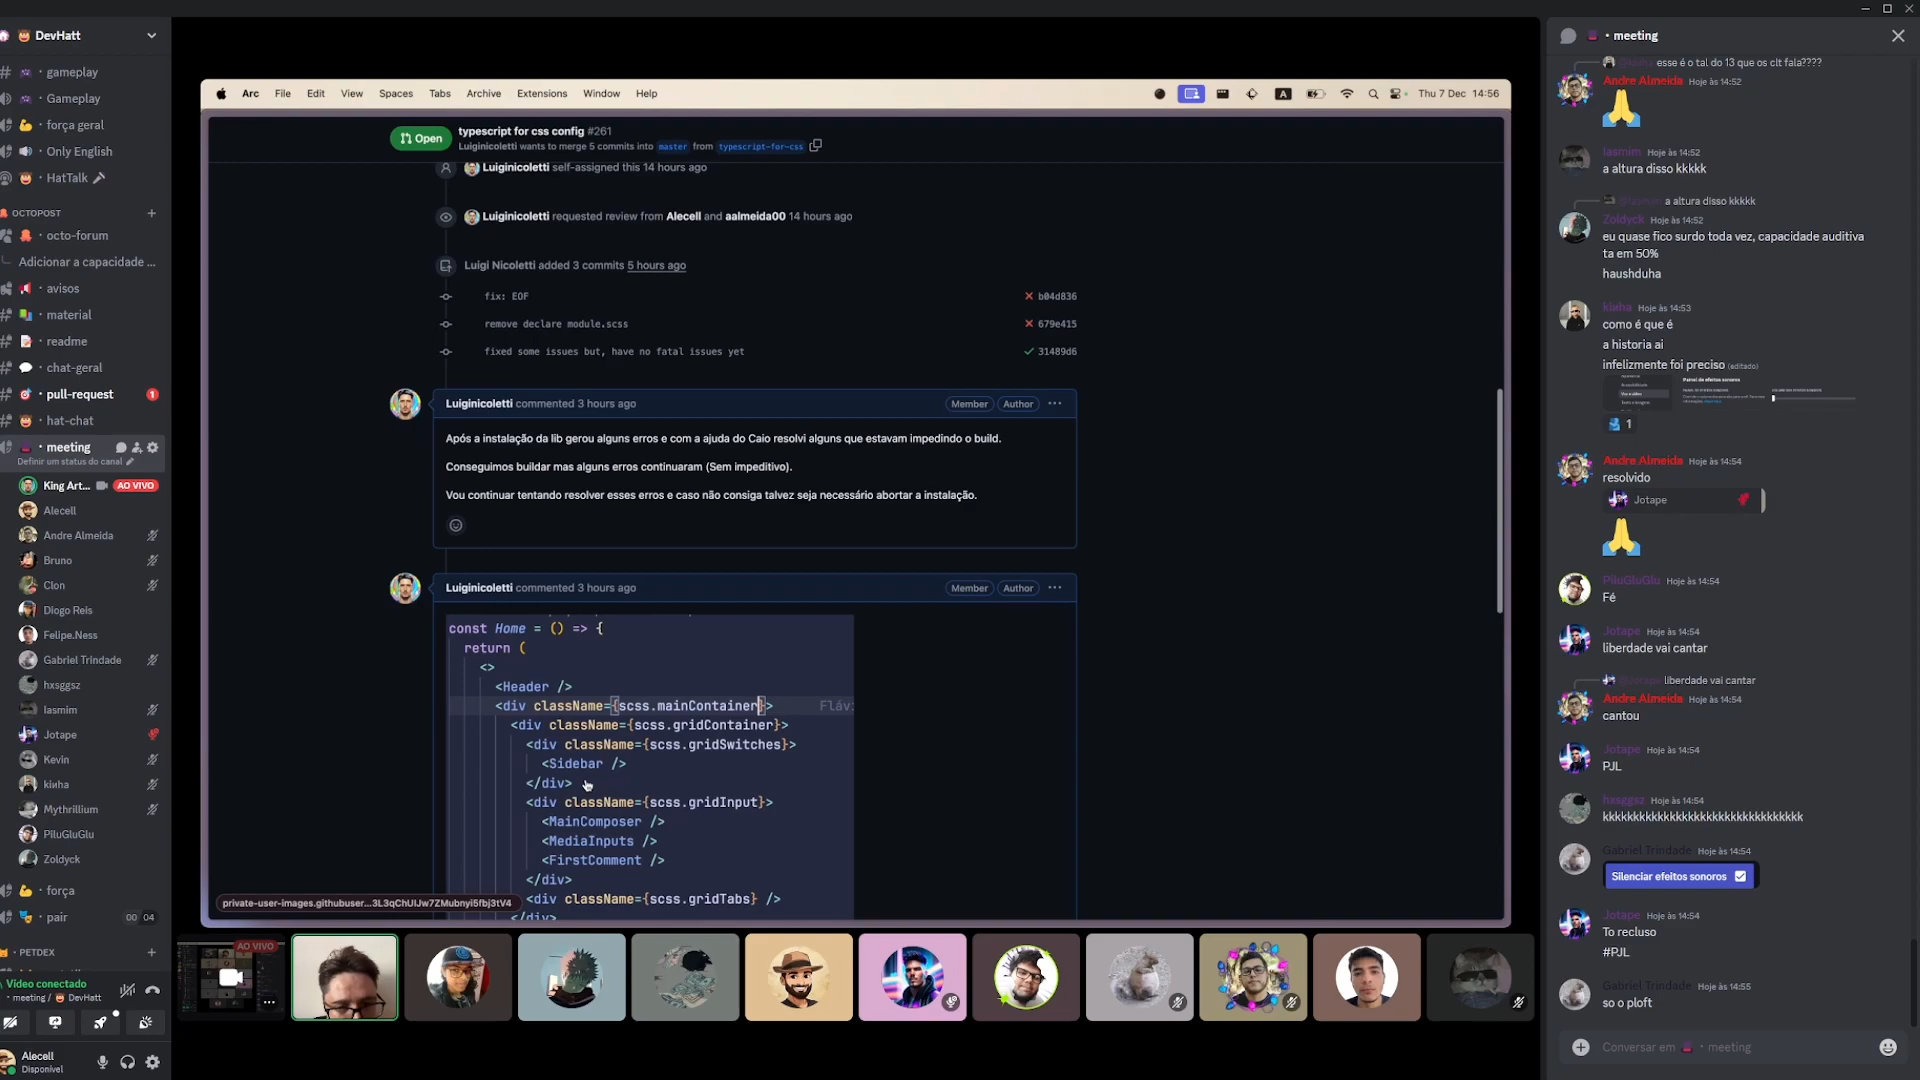 DevHatt
gameplay
Gameplay
força geral
Only English
HatTalk
OCTOPOST
octo-forum
Adicionar a capacidade ...
avisos
material
readme
chat-geral
pull-request 1
hat-chat
meeting
Definir um status do canal
King Art... AO VIVO
Alecell
Andre Almeida
Bruno
Clon
Diogo Reis
Felipe.Ness
Gabriel Trindade
hxsggsz
Iasmim
Jotape
Kevin
kiиha
Mythrillium
PiluGluGlu
Zoldyck
força
pair 00 04
PETDEX
Vídeo conectado
meeting / DevHatt
Alecell
Disponível
Arc File Edit View Spaces Tabs Archive Extensions Window Help A Thu 7 Dec 14:56
Open typescript for css config #261
Luiginicoletti wants to merge 5 commits into master from typescript-for-css
Luiginicoletti self-assigned this 14 hours ago
Luiginicoletti requested review from Alecell and aalmeida00 14 hours ago
Luigi Nicoletti added 3 commits 5 hours ago
fix: EOF b04d836
remove declare module.scss 679e415
fixed some issues but, have no fatal issues yet 31489d6
Luiginicoletti commented 3 hours ago Member Author
Após a instalação da lib gerou alguns erros e com a ajuda do Caio resolvi alguns que estavam impedindo o build.
Conseguimos buildar mas alguns erros continuaram (Sem impeditivo).
Vou continuar tentando resolver esses erros e caso não consiga talvez seja necessário abortar a instalação.
Luiginicoletti commented 3 hours ago Member Author
const Home = () => {
return (
<>
<Header />
<div className={scss.mainContainer}> Fláv
<div className={scss.gridContainer}>
<div className={scss.gridSwitches}>
<Sidebar />
</div>
<div className={scss.gridInput}>
<MainComposer />
<MediaInputs />
<FirstComment />
</div>
<div className={scss.gridTabs} />
</div>
private-user-images.githubuser...3L3qChUlJw7ZMubnyi5fbj3tV4
AO VIVO
meeting
esse é o tal do 13 que os clt fala????
Andre Almeida Hoje às 14:52
Iasmim Hoje às 14:52
a altura disso kkkkk
a altura disso kkkkk
Zoldyck Hoje às 14:52
eu quase fico surdo toda vez, capacidade auditiva
ta em 50%
haushduha
kiиha Hoje às 14:53
como é que é
a historia ai
infelizmente foi preciso (editado)
Painel de efeitos sonoros
1
Andre Almeida Hoje às 14:54
resolvido
Jotape
PiluGluGlu Hoje às 14:54
Fé
Jotape Hoje às 14:54
liberdade vai cantar
@Jotape liberdade vai cantar
Andre Almeida Hoje às 14:54
cantou
Jotape Hoje às 14:54
PJL
hxsggsz Hoje às 14:54
kkkkkkkkkkkkkkkkkkkkkkkkkkkkkkkkk
Gabriel Trindade Hoje às 14:54
Silenciar efeitos sonoros
Jotape Hoje às 14:54
To recluso
#PJL
Gabriel Trindade Hoje às 14:55
so o ploft
Conversar em meeting